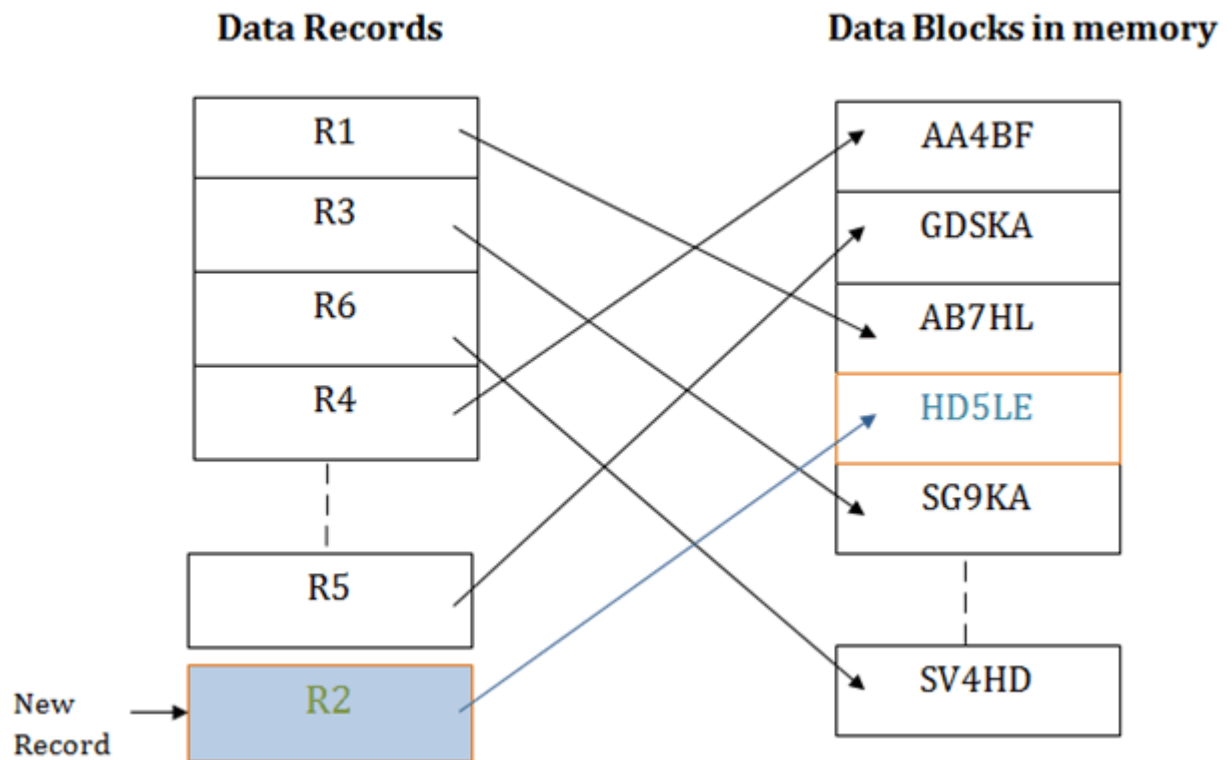 Data Records
Data Blocks in memory
R1
R3
R6
R4
R5
New
Record
R2
AA4BF
GDSKA
AB7HL
HD5LE
SG9KA
SV4HD